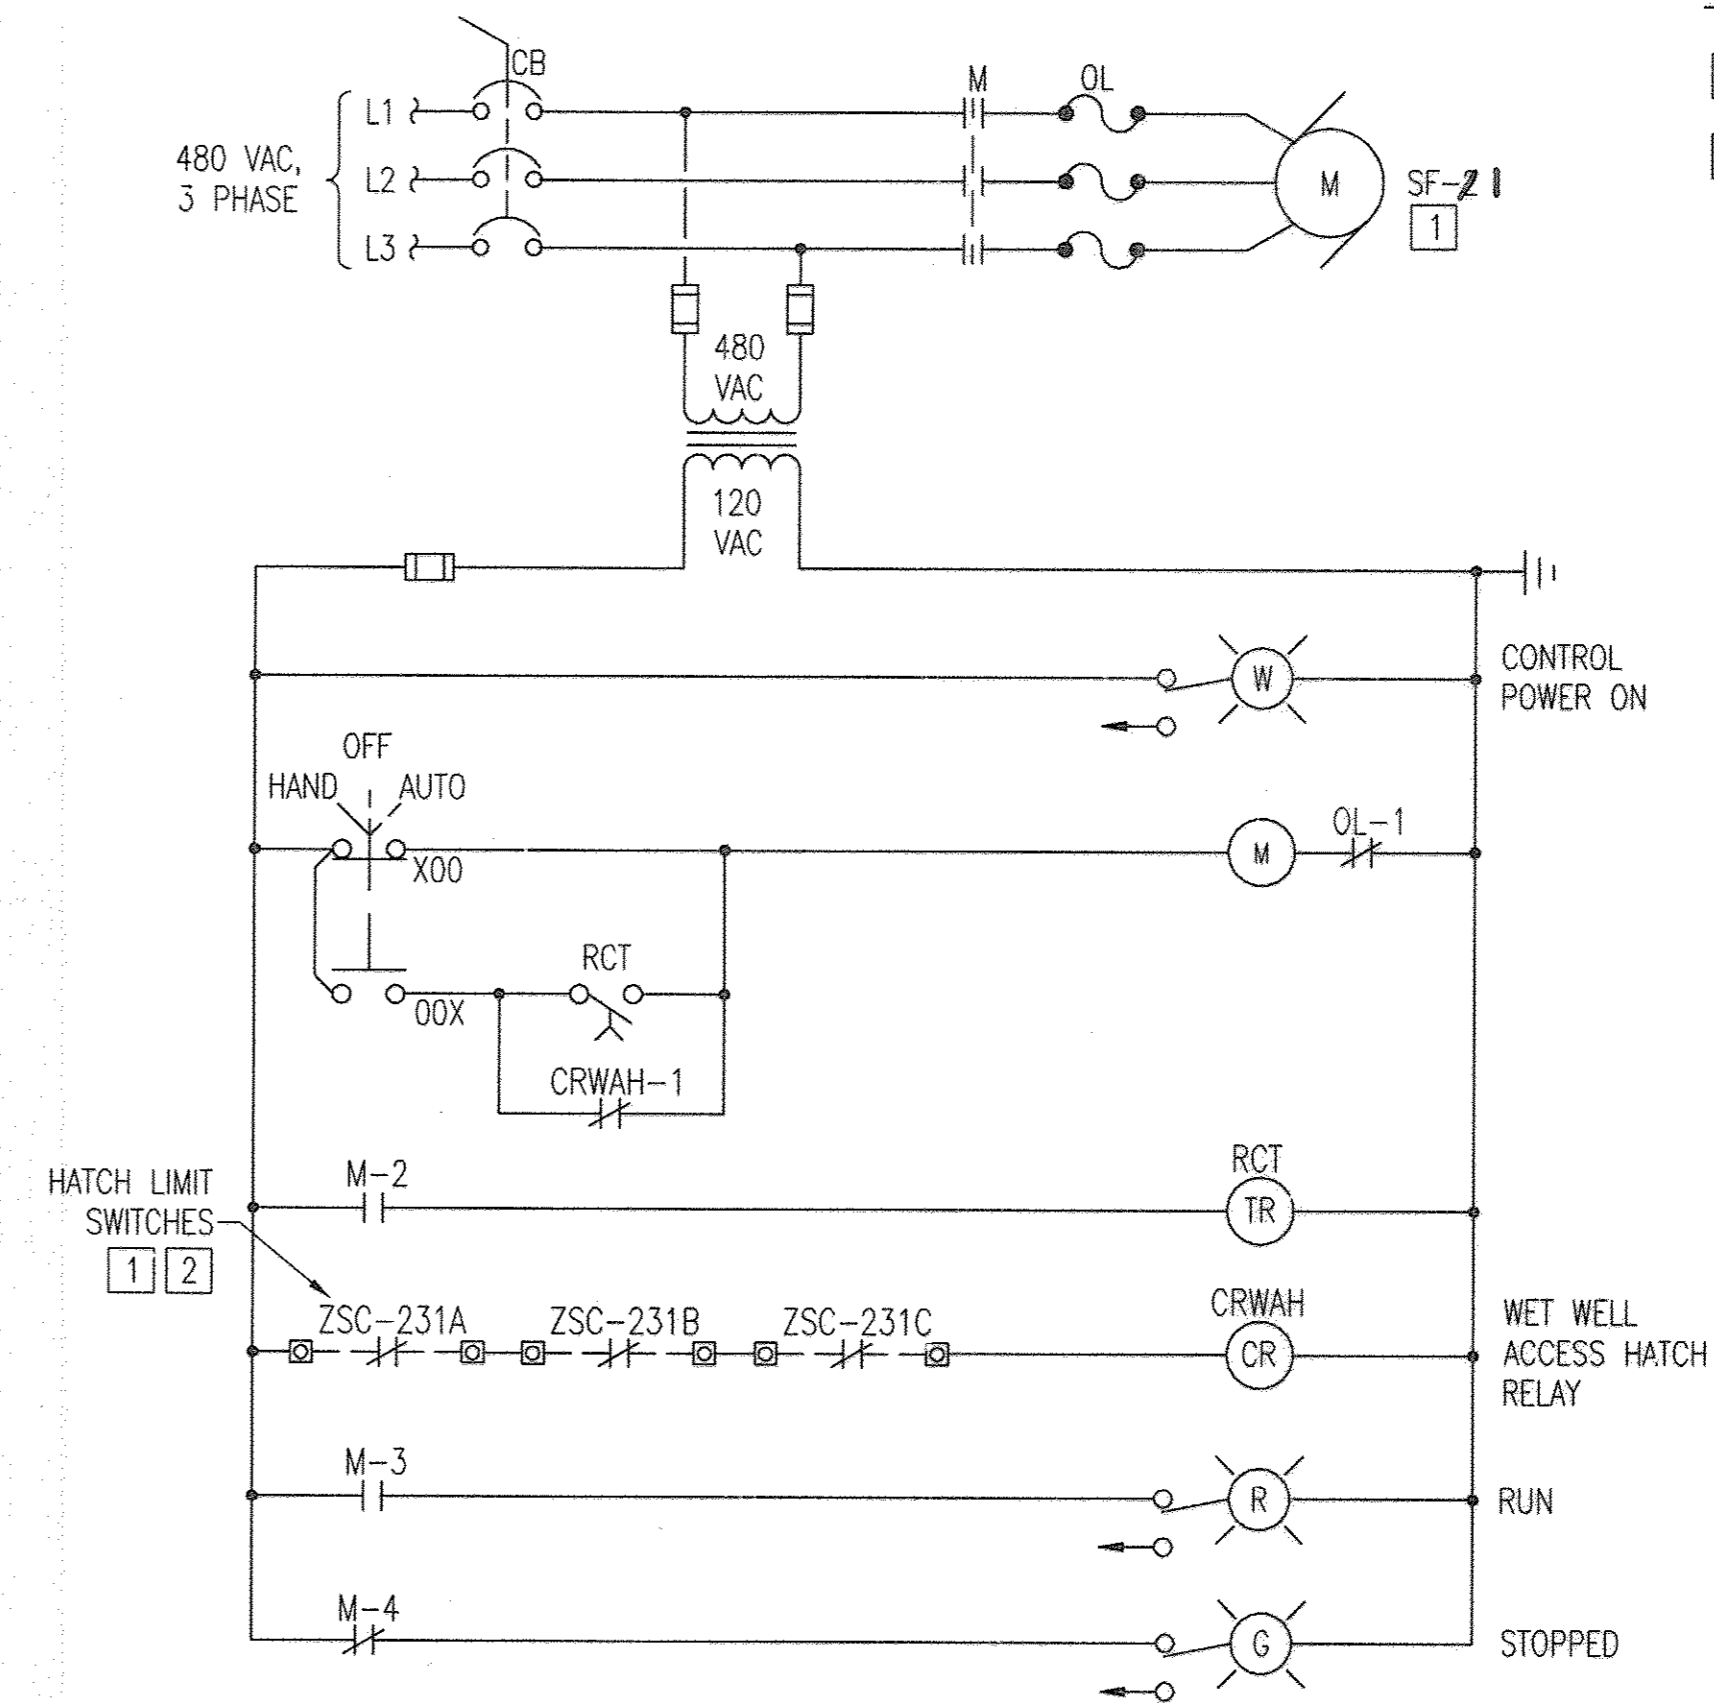 CB
M
OL
L1
L2
L3
480 VAC,
3 PHASE
M
SF-1
1
480
VAC
120
VAC
W
CONTROL
POWER ON
OFF
HAND
AUTO
X00
M
OL-1
RCT
00X
CRWAH-1
HATCH LIMIT
SWITCHES
1 2
M-2
RCT
TR
ZSC-231A
ZSC-231B
ZSC-231C
CRWAH
CR
WET WELL
ACCESS HATCH
RELAY
M-3
R
RUN
M-4
G
STOPPED